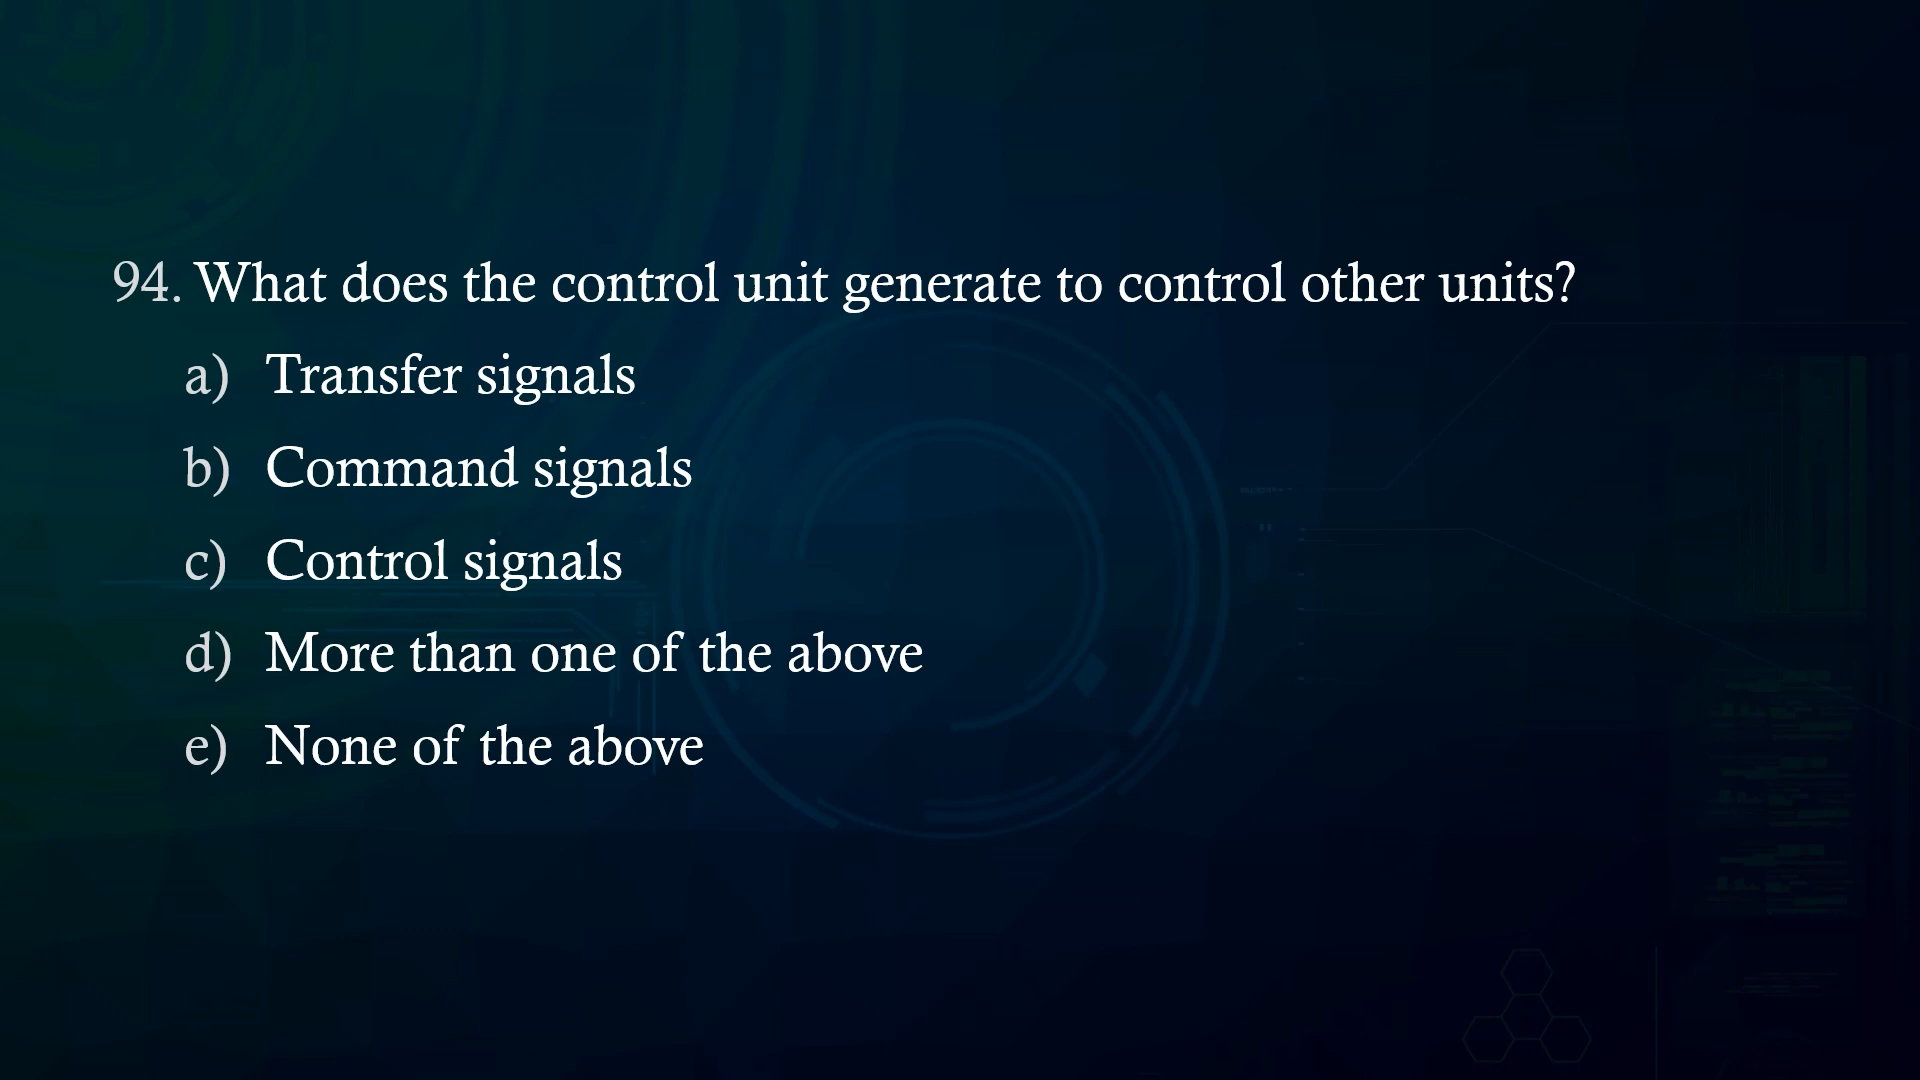 94. What does the control unit generate to control other units?
a) Transfer signals
b) Command signals
c) Control signals
d) More than one of the above
e) None of the above